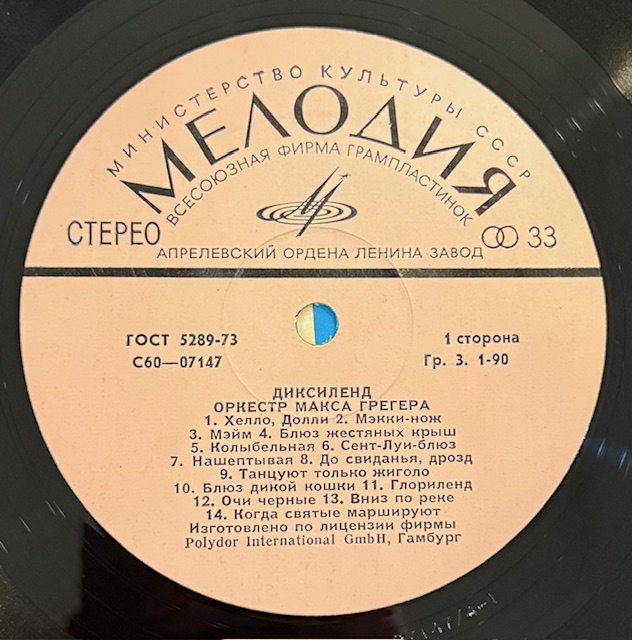 МИНИСТЕРСТВО КУЛЬТУРЫ СССР
МЕЛОДИЯ
ВСЕСОЮЗНАЯ ФИРМА ГРАМПЛАСТИНОК
СТЕРЕО
33
АПРЕЛЕВСКИЙ ОРДЕНА ЛЕНИНА ЗАВОД
ГОСТ 5289-73
1 сторона
С60—07147
Гр. 3. 1-90
ДИКСИЛЕНД
ОРКЕСТР МАКСА ГРЕГЕРА
1. Хелло, Долли 2. Мэкки-нож
3. Мэйм 4. Блюз жестяных крыш
5. Колыбельная 6. Сент-Луи-блюз
7. Нашептывая 8. До свиданья, дрозд
9. Танцуют только жиголо
10. Блюз дикой кошки 11. Глориленд
12. Очи черные 13. Вниз по реке
14. Когда святые маршируют
Изготовлено по лицензии фирмы
Polydor International GmbH, Гамбург